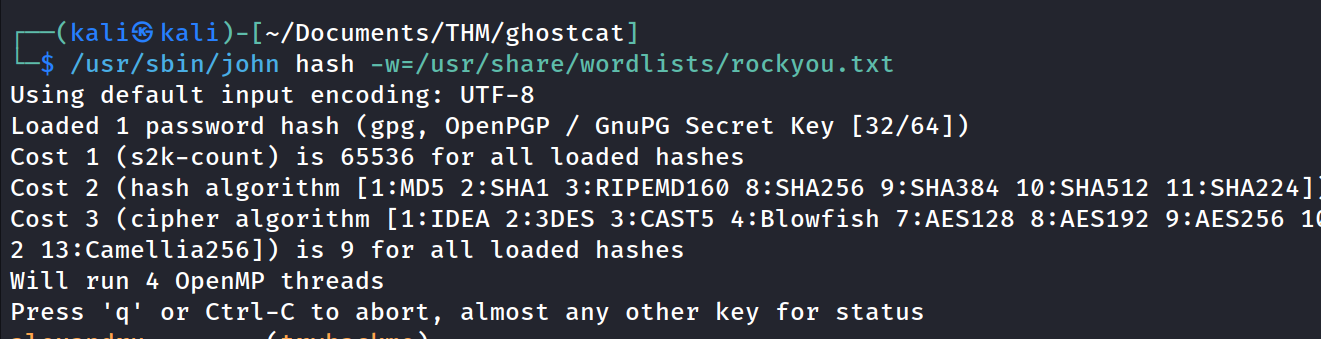 ┌──(kali㉿kali)-[~/Documents/THM/ghostcat]
└─$ /usr/sbin/john hash -w=/usr/share/wordlists/rockyou.txt
Using default input encoding: UTF-8
Loaded 1 password hash (gpg, OpenPGP / GnuPG Secret Key [32/64])
Cost 1 (s2k-count) is 65536 for all loaded hashes
Cost 2 (hash algorithm [1:MD5 2:SHA1 3:RIPEMD160 8:SHA256 9:SHA384 10:SHA512 11:SHA224])
Cost 3 (cipher algorithm [1:IDEA 2:3DES 3:CAST5 4:Blowfish 7:AES128 8:AES192 9:AES256 10
2 13:Camellia256]) is 9 for all loaded hashes
Will run 4 OpenMP threads
Press 'q' or Ctrl-C to abort, almost any other key for status